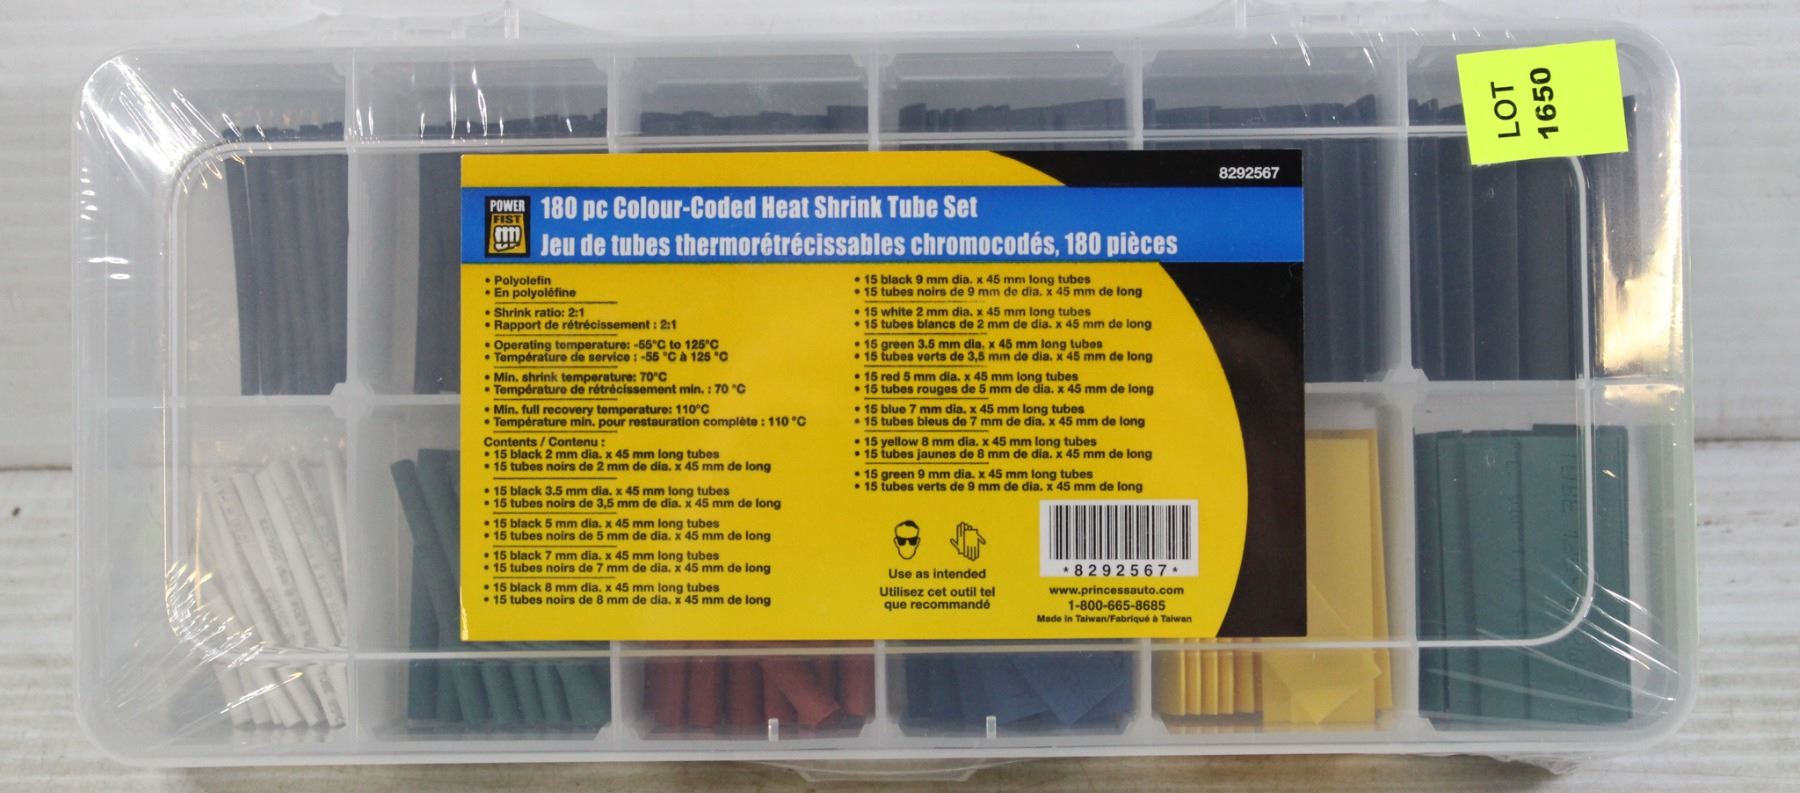 LOT
1650
8292567
POWER
FIST
180 pc Colour-Coded Heat Shrink Tube Set
Jeu de tubes thermorétrécissables chromocodés, 180 pièces
• Polyolefin
• En polyoléfine
• Shrink ratio: 2:1
• Rapport de rétrécissement : 2:1
• Operating temperature: -55°C to 125°C
• Température de service : -55 °C à 125 °C
• Min. shrink temperature: 70°C
• Température de rétrécissement min. : 70 °C
• Min. full recovery temperature: 110°C
• Température min. pour restauration complète : 110 °C
Contents / Contenu :
• 15 black 2 mm dia. x 45 mm long tubes
• 15 tubes noirs de 2 mm de dia. x 45 mm de long
• 15 black 3.5 mm dia. x 45 mm long tubes
• 15 tubes noirs de 3,5 mm de dia. x 45 mm de long
• 15 black 5 mm dia. x 45 mm long tubes
• 15 tubes noirs de 5 mm de dia. x 45 mm de long
• 15 black 7 mm dia. x 45 mm long tubes
• 15 tubes noirs de 7 mm de dia. x 45 mm de long
• 15 black 8 mm dia. x 45 mm long tubes
• 15 tubes noirs de 8 mm de dia. x 45 mm de long
• 15 black 9 mm dia. x 45 mm long tubes
• 15 tubes noirs de 9 mm de dia. x 45 mm de long
• 15 white 2 mm dia. x 45 mm long tubes
• 15 tubes blancs de 2 mm de dia. x 45 mm de long
• 15 green 3.5 mm dia. x 45 mm long tubes
• 15 tubes verts de 3,5 mm de dia. x 45 mm de long
• 15 red 5 mm dia. x 45 mm long tubes
• 15 tubes rouges de 5 mm de dia. x 45 mm de long
• 15 blue 7 mm dia. x 45 mm long tubes
• 15 tubes bleus de 7 mm de dia. x 45 mm de long
• 15 yellow 8 mm dia. x 45 mm long tubes
• 15 tubes jaunes de 8 mm de dia. x 45 mm de long
• 15 green 9 mm dia. x 45 mm long tubes
• 15 tubes verts de 9 mm de dia. x 45 mm de long
Use as intended
Utilisez cet outil tel
que recommandé
*8292567*
www.princessauto.com
1-800-665-8685
Made in Taiwan/Fabriqué à Taiwan
TUBE